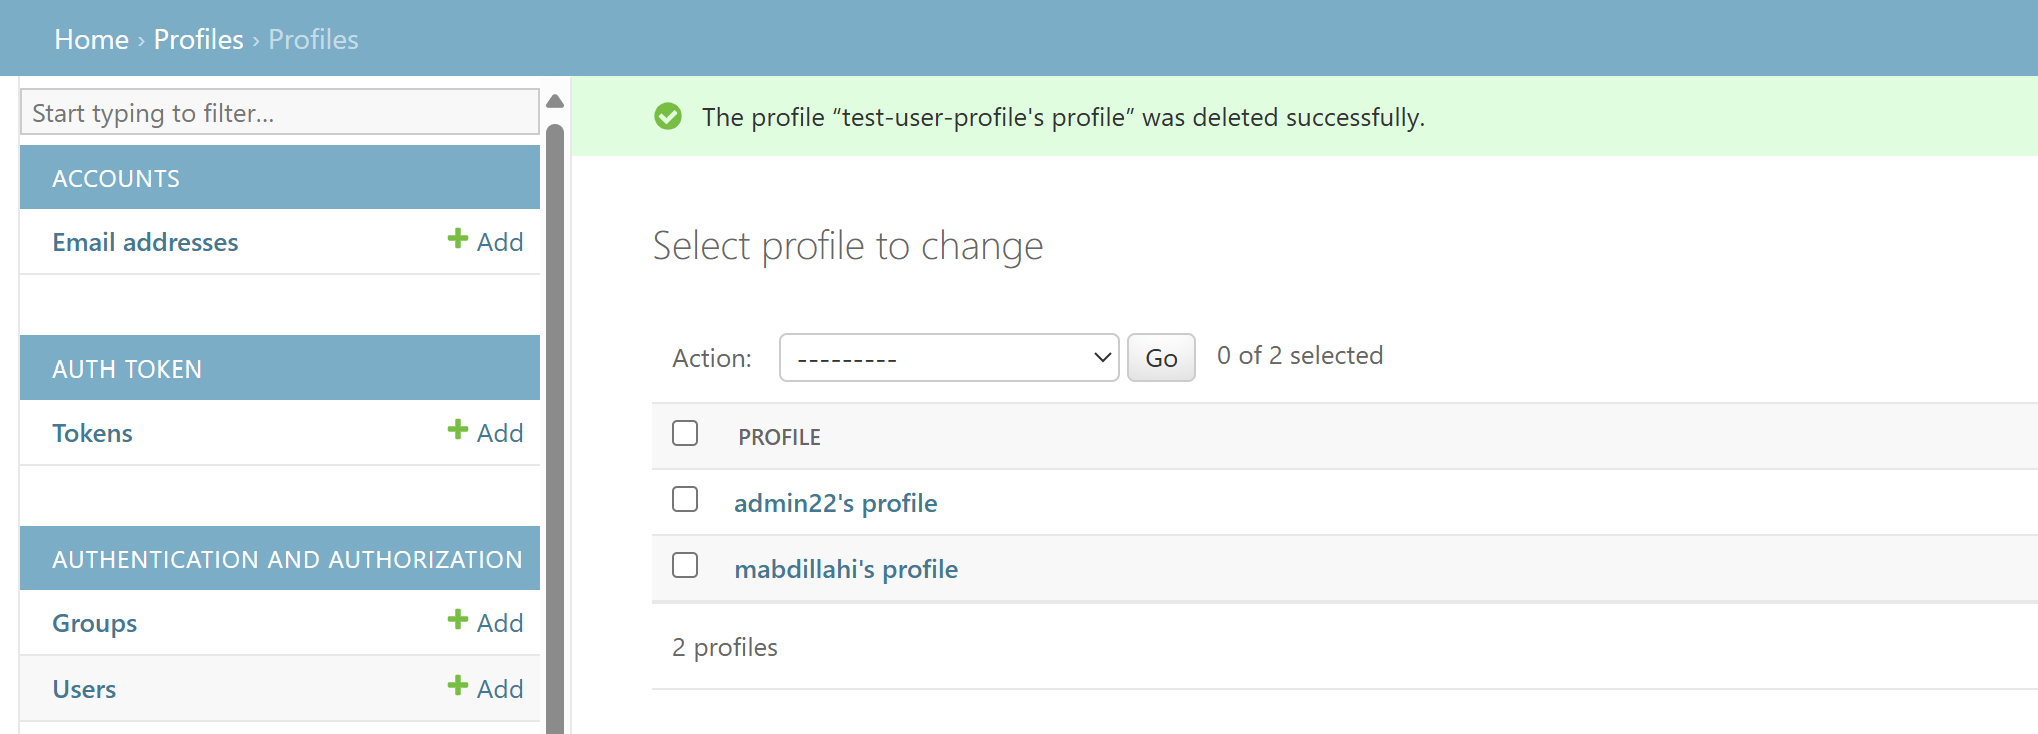 Home › Profiles › Profiles
Start typing to filter...
ACCOUNTS
Email addresses
Add
AUTH TOKEN
Tokens
Add
AUTHENTICATION AND AUTHORIZATION
Groups
Add
Users
Add
The profile “test-user-profile's profile” was deleted successfully.
Select profile to change
Action: --------- Go 0 of 2 selected
PROFILE
admin22's profile
mabdillahi's profile
2 profiles